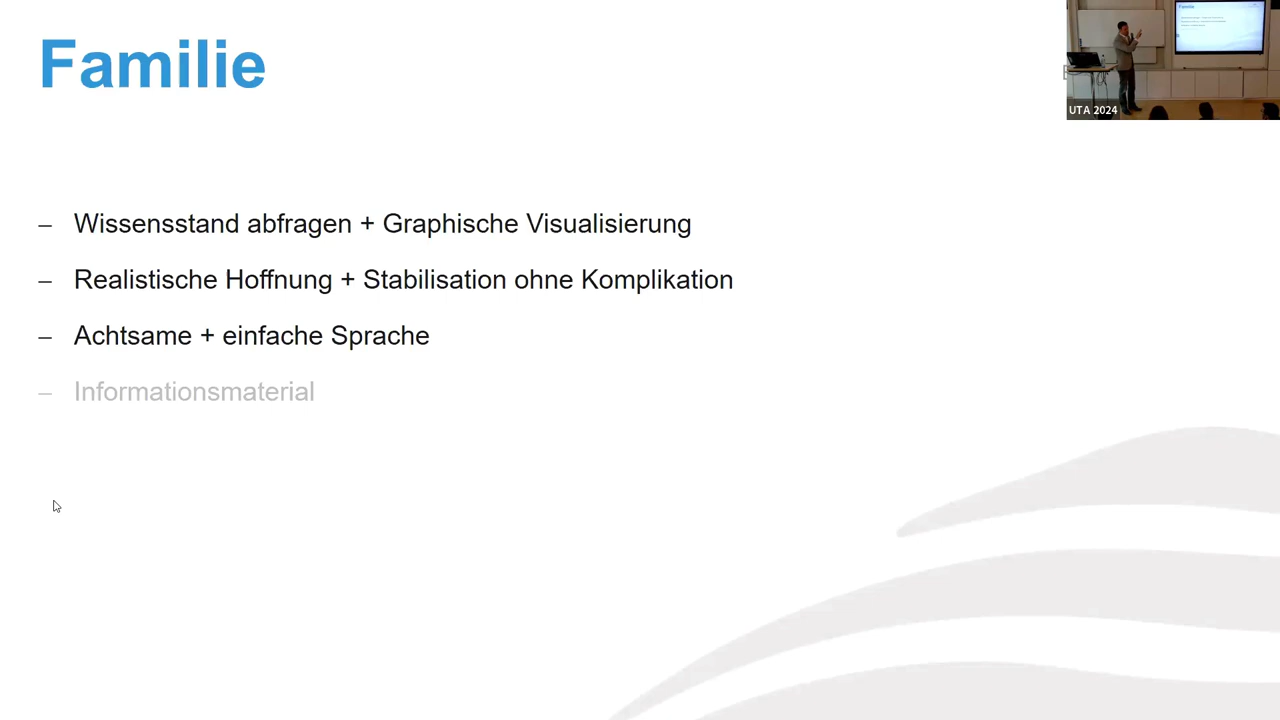 Familie
UTA 2024
– Wissensstand abfragen + Graphische Visualisierung
– Realistische Hoffnung + Stabilisation ohne Komplikation
– Achtsame + einfache Sprache
– Informationsmaterial